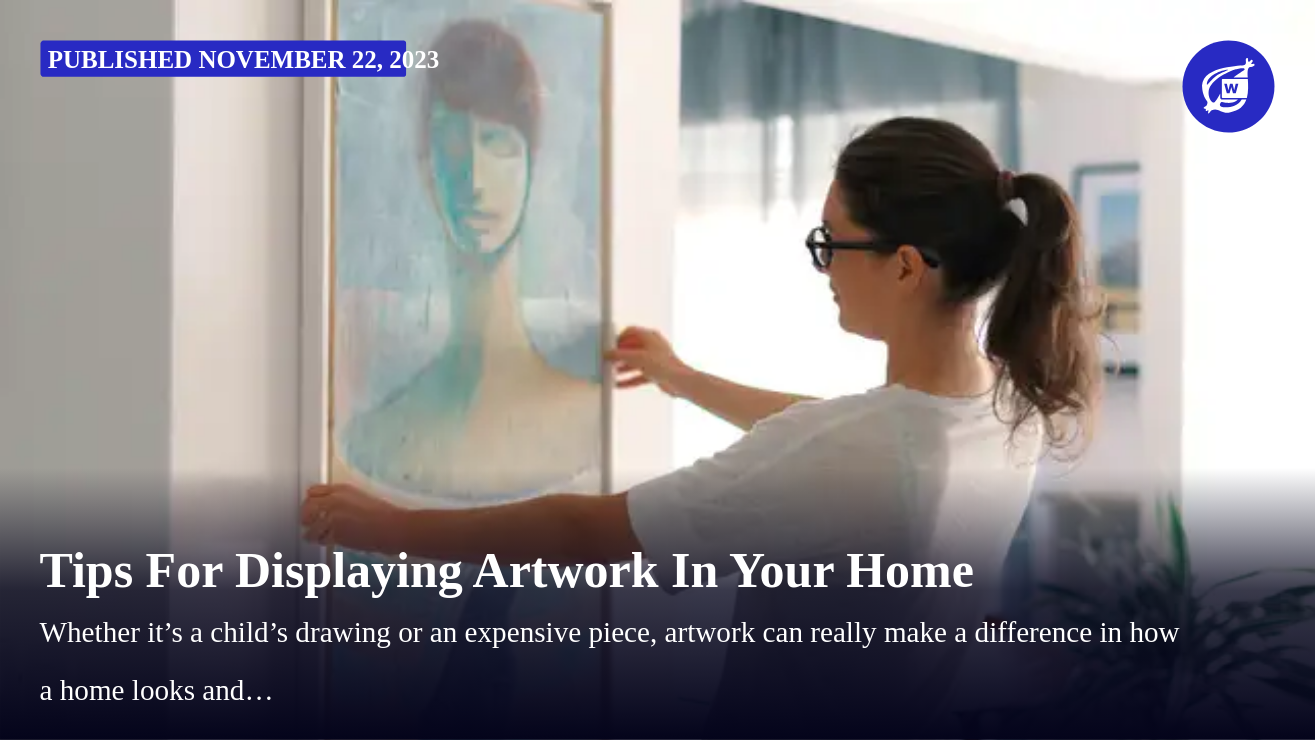 PUBLISHED NOVEMBER 22, 2023
W
Tips For Displaying Artwork In Your Home
Whether it’s a child’s drawing or an expensive piece, artwork can really make a difference in how
a home looks and…